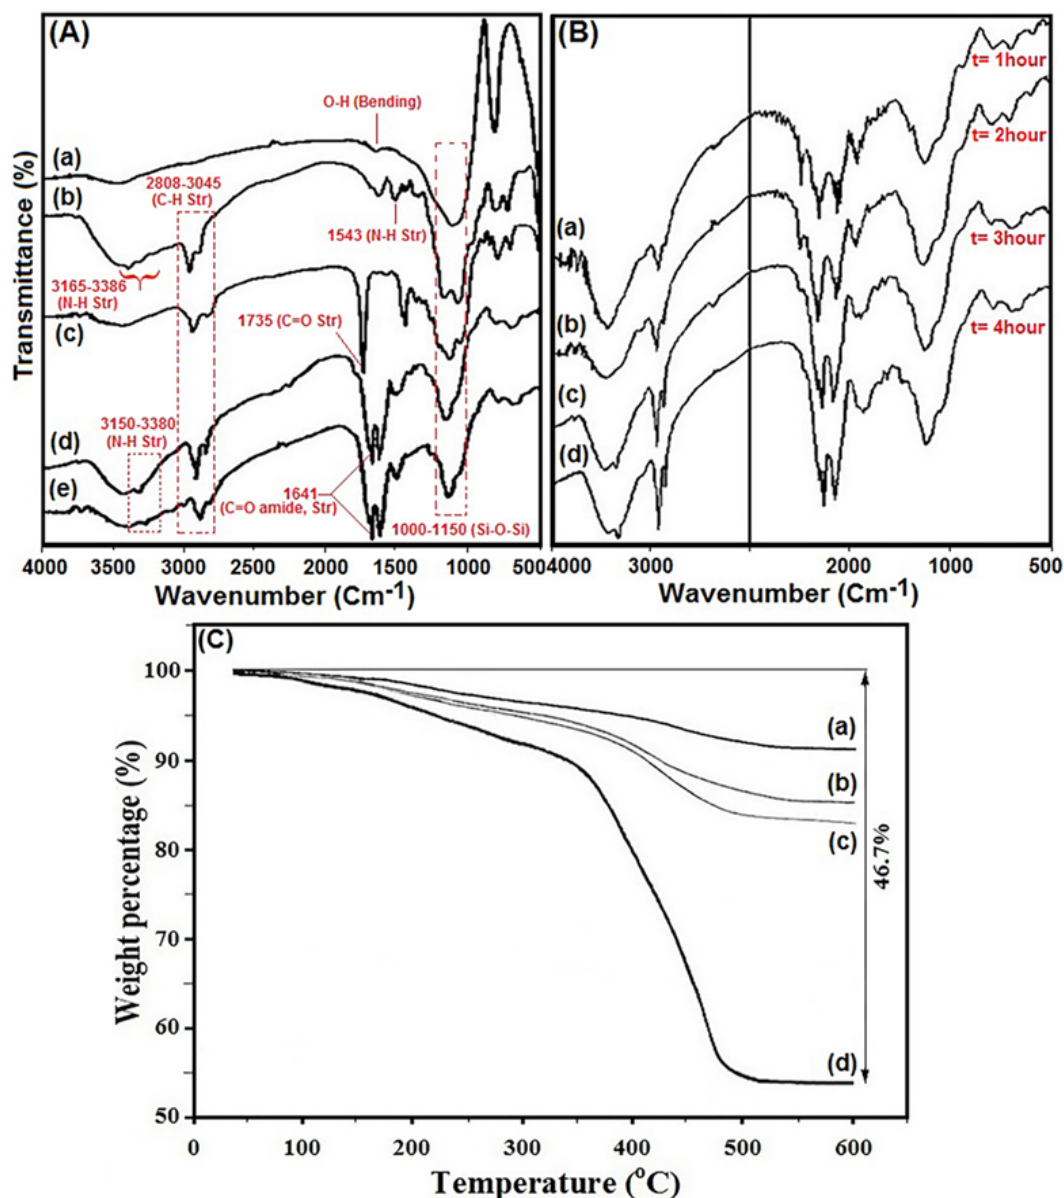 (A)
O-H (Bending)
(a)
(b)
2808-3045
(C-H Str)
1543 (N-H Str)
3165-3386
(N-H Str)
(c)
1735 (C=O Str)
3150-3380
(N-H Str)
(d)
(e)
1641
(C=O amide, Str)
1000-1150 (Si-O-Si)
Transmittance (%)
4000 3500 3000 2500 2000 1500 1000 500
Wavenumber (Cm-1)
(B)
t= 1hour
t= 2hour
t= 3hour
t= 4hour
(a)
(b)
(c)
(d)
4000 3000 2000 1000 500
Wavenumber (Cm-1)
(C)
100
90
80
70
60
50
Weight percentage (%)
(a)
(b)
(c)
(d)
46.7%
0 100 200 300 400 500 600
Temperature (oC)